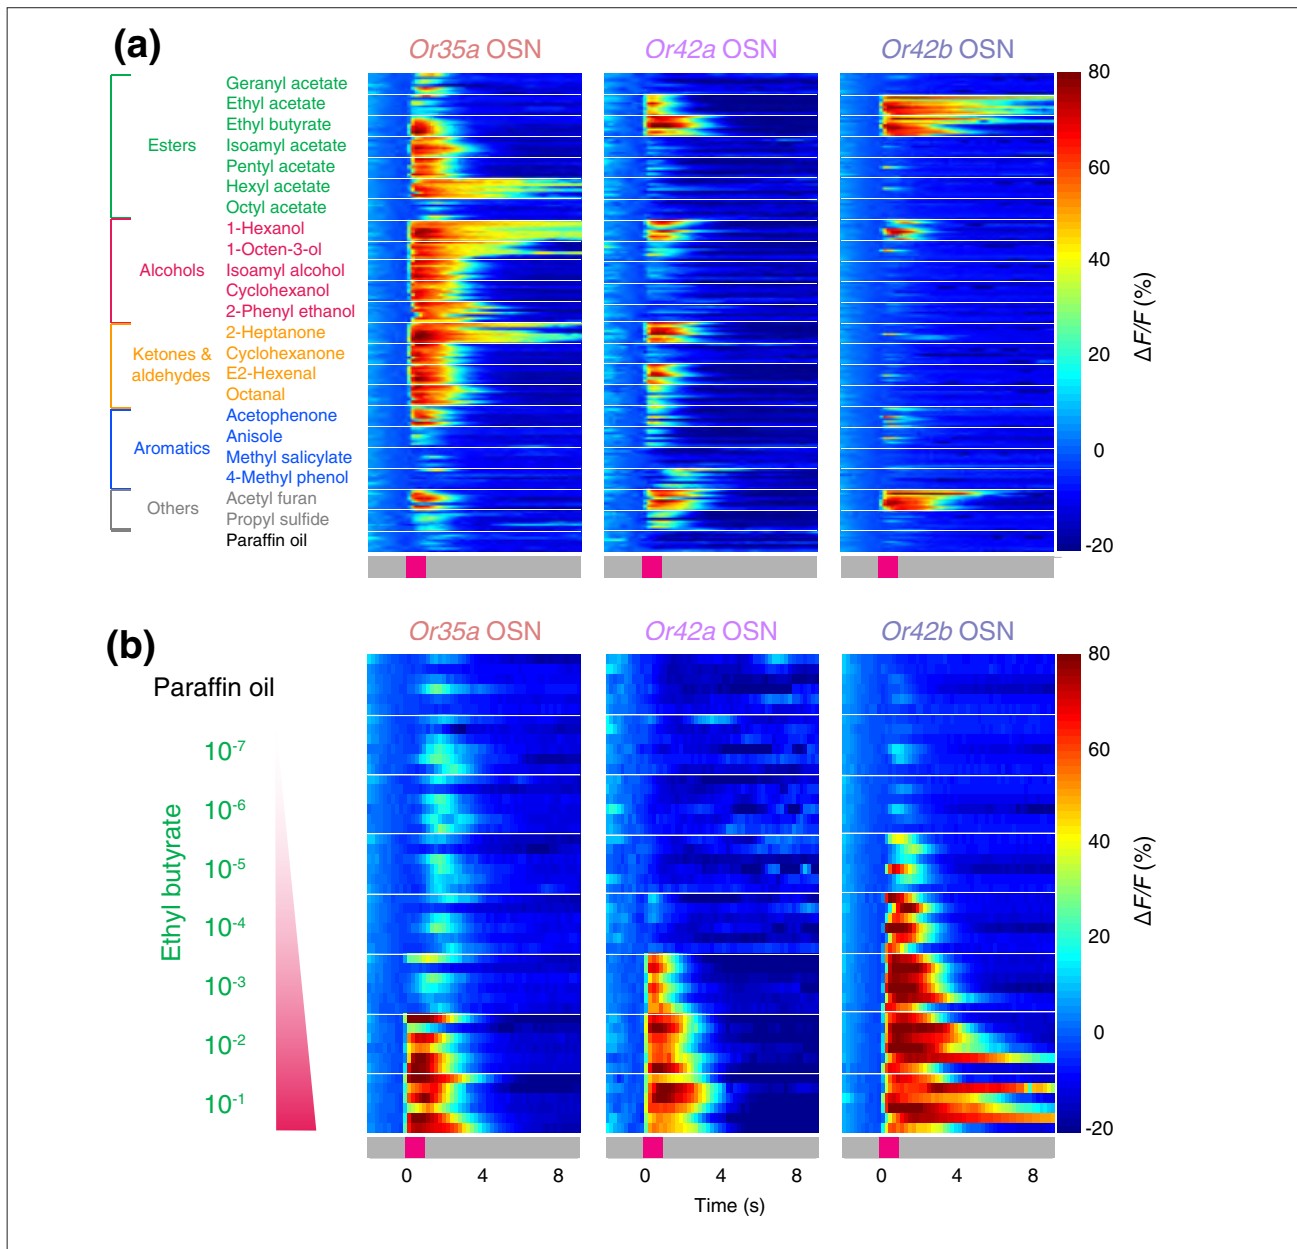 (a)
Or35a OSN
Or42a OSN
Or42b OSN
Esters
Geranyl acetate
Ethyl acetate
Ethyl butyrate
Isoamyl acetate
Pentyl acetate
Hexyl acetate
Octyl acetate
Alcohols
1-Hexanol
1-Octen-3-ol
Isoamyl alcohol
Cyclohexanol
2-Phenyl ethanol
Ketones &
aldehydes
2-Heptanone
Cyclohexanone
E2-Hexenal
Octanal
Aromatics
Acetophenone
Anisole
Methyl salicylate
4-Methyl phenol
Others
Acetyl furan
Propyl sulfide
Paraffin oil
80
60
40
20
0
-20
ΔF/F (%)
(b)
Or35a OSN
Or42a OSN
Or42b OSN
Paraffin oil
Ethyl butyrate
10-7
10-6
10-5
10-4
10-3
10-2
10-1
80
60
40
20
0
-20
ΔF/F (%)
0 4 8
0 4 8
0 4 8
Time (s)